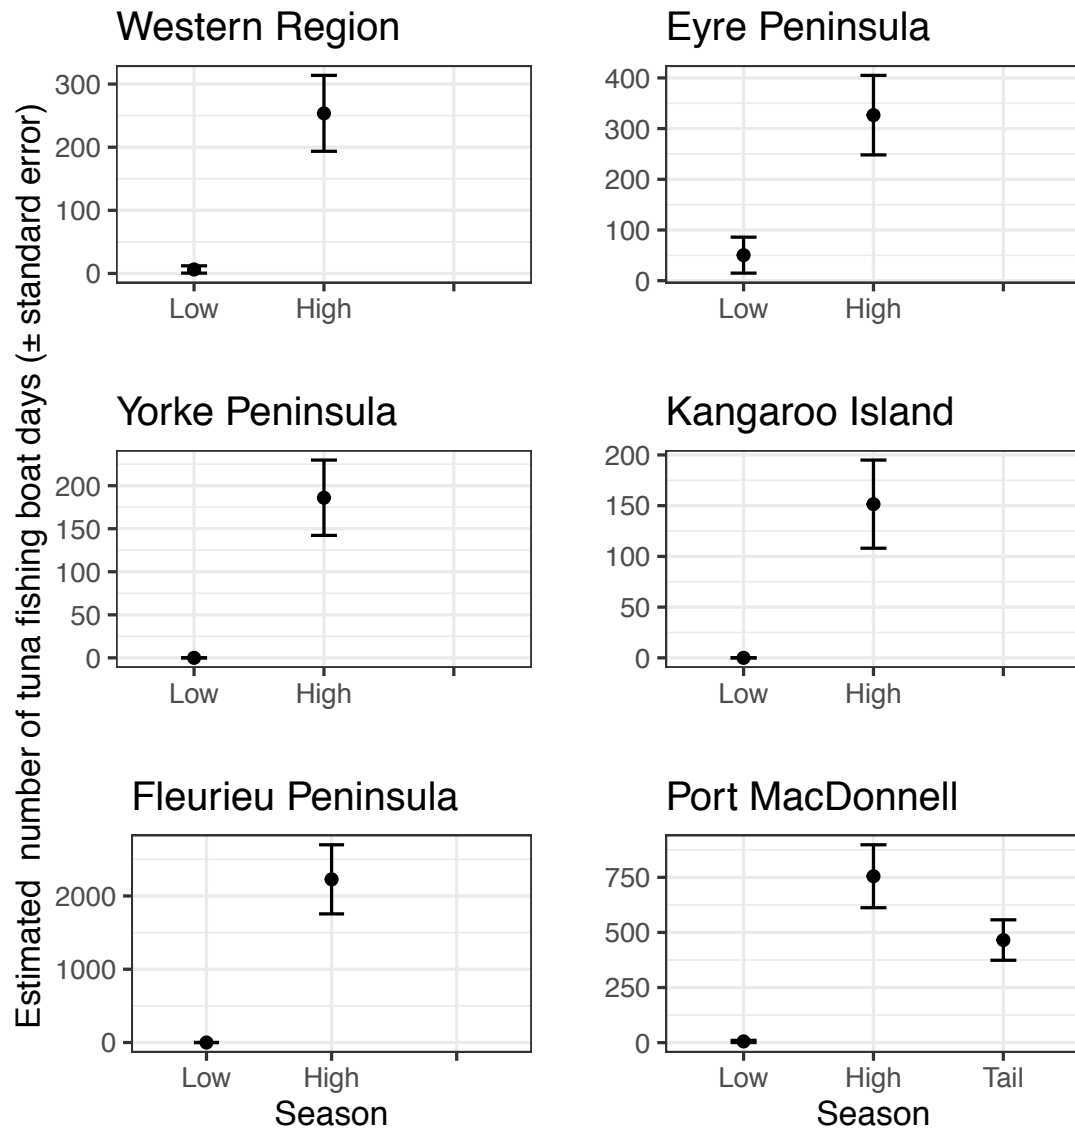 Estimated  number of tuna fishing boat days (± standard error)
Western Region
300
200
100
0
Low High
Eyre Peninsula
400
300
200
100
0
Low High
Yorke Peninsula
200
150
100
50
0
Low High
Kangaroo Island
200
150
100
50
0
Low High
Fleurieu Peninsula
2000
1000
0
Low High
Season
Port MacDonnell
750
500
250
0
Low High Tail
Season